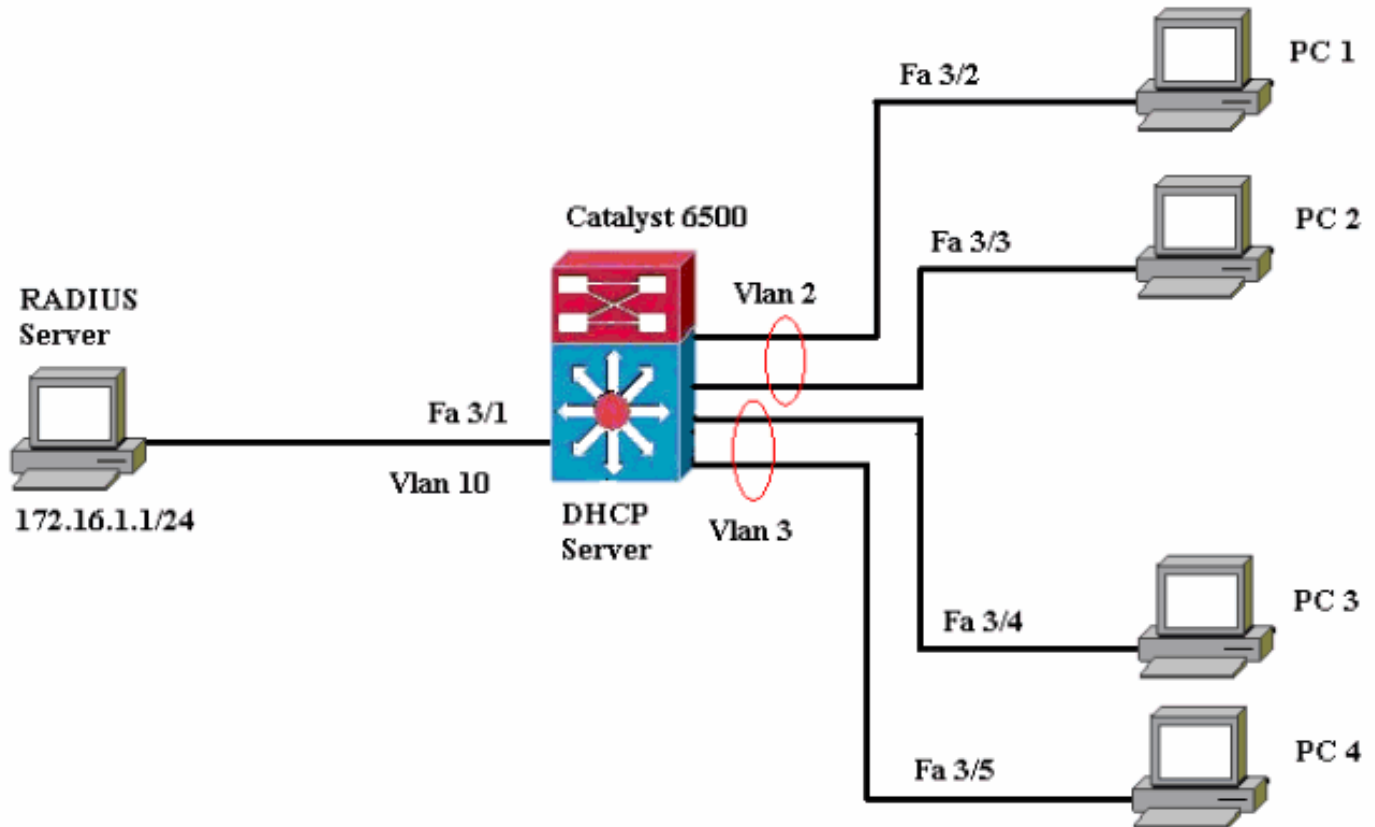 PC 1
Fa 3/2
PC 2
Fa 3/3
Catalyst 6500
Vlan 2
RADIUS
Server
Fa 3/1
Vlan 10
172.16.1.1/24
DHCP
Server
Vlan 3
PC 3
Fa 3/4
PC 4
Fa 3/5